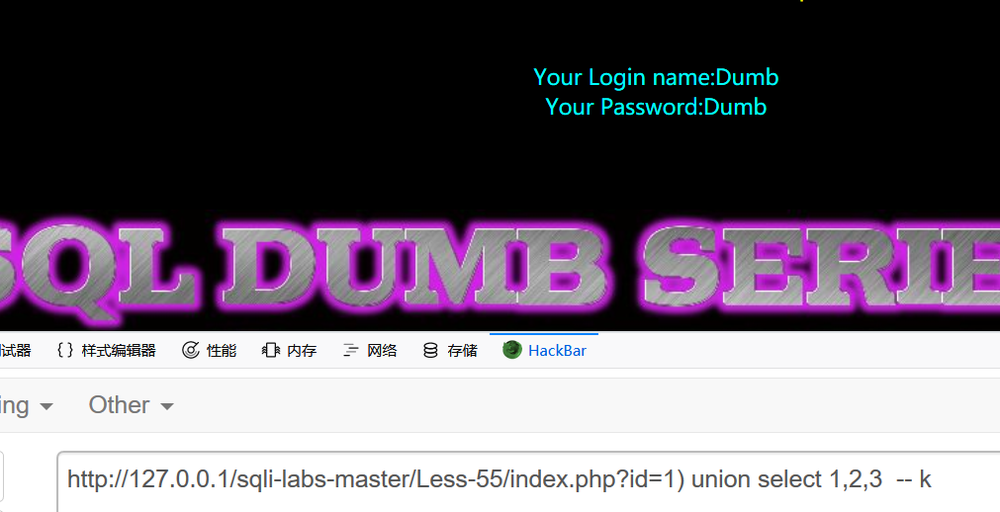 Your Login name:Dumb
Your Password:Dumb
SQL DUMB SERIE
试器 {} 样式编辑器 性能 内存 网络 存储 HackBar
ing Other
http://127.0.0.1/sqli-labs-master/Less-55/index.php?id=1) union select 1,2,3  -- k